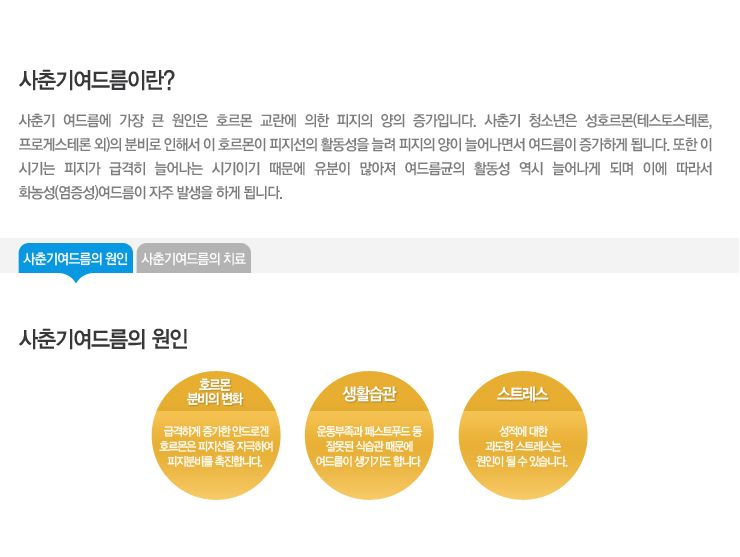 사춘기여드름이란?
사춘기 여드름에 가장 큰 원인은 호르몬 교란에 의한 피지의 양의 증가입니다. 사춘기 청소년은 성호르몬(테스토스테론,
프로게스테론 외)의 분비로 인해서 이 호르몬이 피지선의 활동성을 늘려 피지의 양이 늘어나면서 여드름이 증가하게 됩니다. 또한 이
시기는 피지가 급격히 늘어나는 시기이기 때문에 유분이 많아져 여드름균의 활동성 역시 늘어나게 되며 이에 따라서
화농성(염증성)여드름이 자주 발생을 하게 됩니다.
사춘기여드름의 원인 사춘기여드름의 치료
사춘기여드름의 원인
호르몬
분비의 변화
급격하게 증가한 안드로겐
호르몬은 피지선을 자극하여
피지분비를 촉진합니다.
생활습관
운동부족과 패스트푸드 등
잘못된 식습관 때문에
여드름이 생기기도 합니다
스트레스
성적에 대한
과도한 스트레스는
원인이 될 수 있습니다.